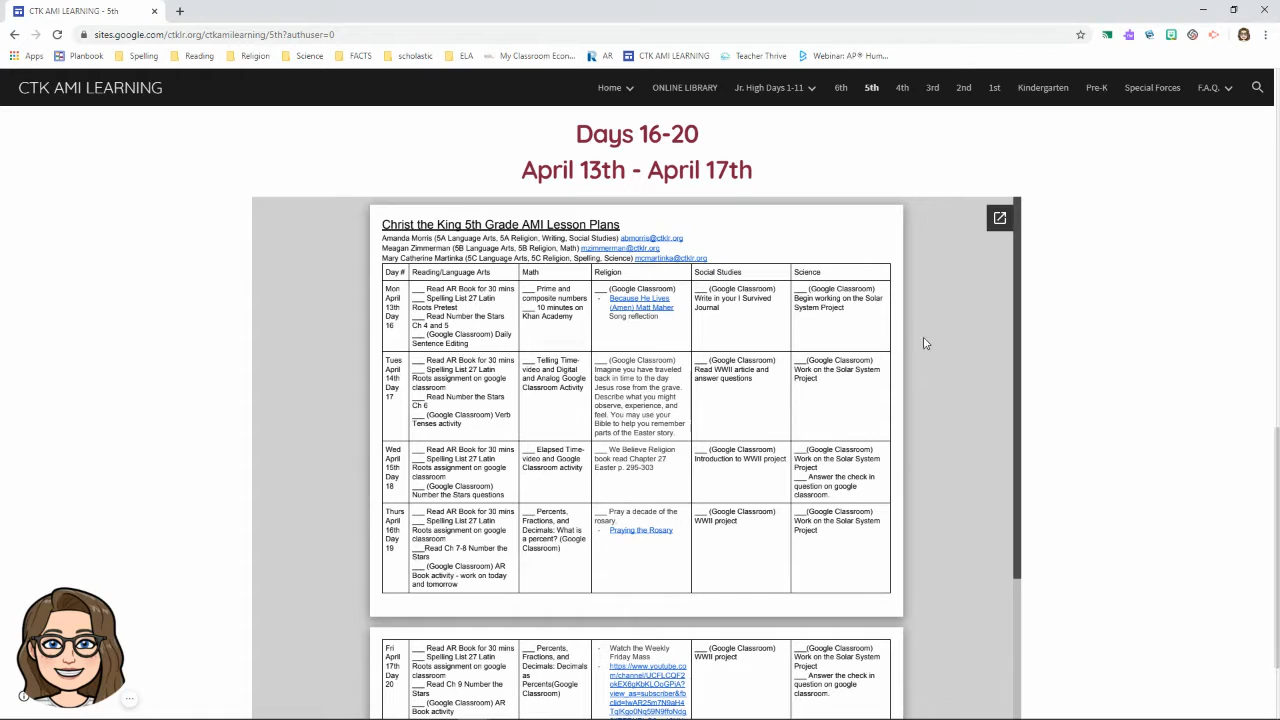 CTK AMI LEARNING - 5th
sites.google.com/ctklr.org/ctkamilearning/5th?authuser=0
Apps Planbook Spelling Reading Religion Science FACTS scholastic ELA My Classroom Econ... AR CTK AMI LEARNING Teacher Thrive Webinar: AP® Hum...
CTK AMI LEARNING
Home ONLINE LIBRARY Jr. High Days 1-11 6th 5th 4th 3rd 2nd 1st Kindergarten Pre-K Special Forces F.A.Q.
Days 16-20
April 13th - April 17th
Christ the King 5th Grade AMI Lesson Plans
Amanda Morris (5A Language Arts, 5A Religion, Writing, Social Studies) abmorris@ctklr.org
Meagan Zimmerman (5B Language Arts, 5B Religion, Math) mzimmerman@ctklr.org
Mary Catherine Martinka (5C Language Arts, 5C Religion, Spelling, Science) mcmartinka@ctklr.org
Day # Reading/Language Arts Math Religion Social Studies Science
Mon
April
13th
Day
16
___ Read AR Book for 30 mins
___ Spelling List 27 Latin
Roots Pretest
___ Read Number the Stars
Ch 4 and 5
___ (Google Classroom) Daily
Sentence Editing
___ Prime and
composite numbers
___ 10 minutes on
Khan Academy
___ (Google Classroom)
- Because He Lives
(Amen) Matt Maher
Song reflection
___ (Google Classroom)
Write in your I Survived
Journal
___ (Google Classroom)
Begin working on the Solar
System Project
Tues
April
14th
Day
17
___ Read AR Book for 30 mins
___ Spelling List 27 Latin
Roots assignment on google
classroom
___ Read Number the Stars
Ch 6
___ (Google Classroom) Verb
Tenses activity
___ Telling Time-
video and Digital
and Analog Google
Classroom Activity
___ (Google Classroom)
Imagine you have traveled
back in time to the day
Jesus rose from the grave.
Describe what you might
observe, experience, and
feel. You may use your
Bible to help you remember
parts of the Easter story.
___ (Google Classroom)
Read WWII article and
answer questions
___(Google Classroom)
Work on the Solar System
Project
Wed
April
15th
Day
18
___ Read AR Book for 30 mins
___ Spelling List 27 Latin
Roots assignment on google
classroom
___ (Google Classroom)
Number the Stars questions
___ Elapsed Time-
video and Google
Classroom activity
___ We Believe Religion
book read Chapter 27
Easter p. 295-303
___ (Google Classroom)
Introduction to WWII project
___(Google Classroom)
Work on the Solar System
Project
___ Answer the check in
question on google
classroom.
Thurs
April
16th
Day
19
___ Read AR Book for 30 mins
___ Spelling List 27 Latin
Roots assignment on google
classroom
___Read Ch 7-8 Number the
Stars
___ (Google Classroom) AR
Book activity - work on today
and tomorrow
___ Percents,
Fractions, and
Decimals: What is
a percent? (Google
Classroom)
___ Pray a decade of the
rosary.
- Praying the Rosary
___ (Google Classroom)
WWII project
___(Google Classroom)
Work on the Solar System
Project
Fri
April
17th
Day
20
___ Read AR Book for 30 mins
___ Spelling List 27 Latin
Roots assignment on google
classroom
___ Read Ch 9 Number the
Stars
___ (Google Classroom) AR
Book activity
___ Percents,
Fractions, and
Decimals: Decimals
as
Percents(Google
Classroom)
- Watch the Weekly
Friday Mass
- https://www.youtube.co
m/channel/UCFLCQF2
view_as=subscriber&fb
___ (Google Classroom)
WWII project
___(Google Classroom)
Work on the Solar System
Project
___ Answer the check in
question on google
classroom.